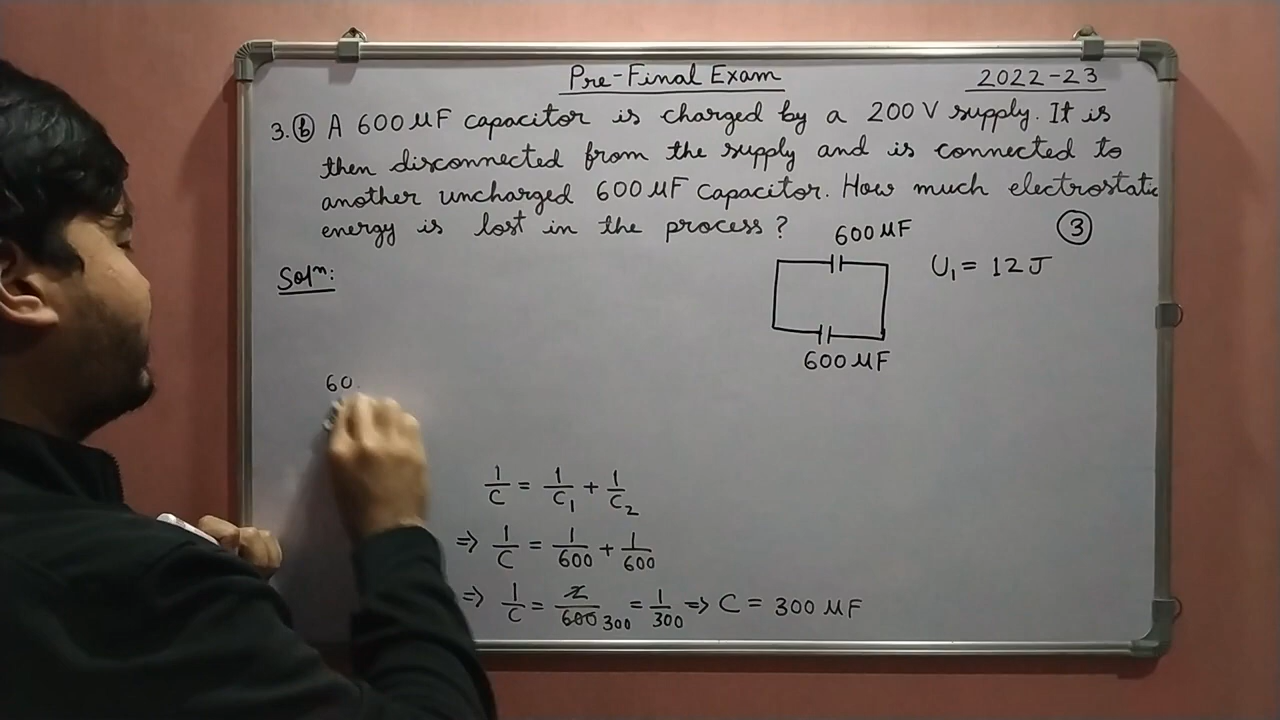 Pre-Final Exam 2022-23
3. (b) A 600 μF capacitor is charged by a 200 V supply. It is
then disconnected from the supply and is connected to
another uncharged 600 μF capacitor. How much electrostatic
energy is lost in the process? (3)
600 μF
Solⁿ: U₁ = 12 J
600 μF
60
1/C = 1/C₁ + 1/C₂
⇒ 1/C = 1/600 + 1/600
⇒ 1/C = 2/600 300 = 1/300 ⇒ C = 300 μF